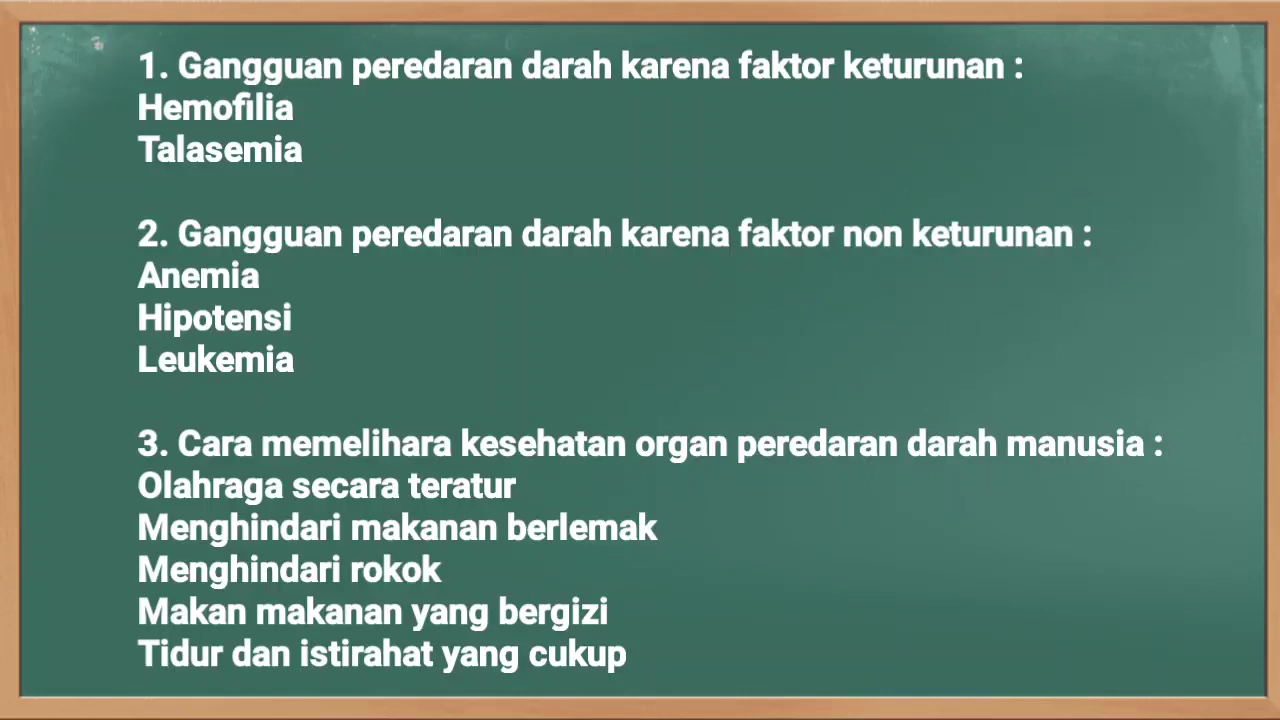 1. Gangguan peredaran darah karena faktor keturunan :
Hemofilia
Talasemia
2. Gangguan peredaran darah karena faktor non keturunan :
Anemia
Hipotensi
Leukemia
3. Cara memelihara kesehatan organ peredaran darah manusia :
Olahraga secara teratur
Menghindari makanan berlemak
Menghindari rokok
Makan makanan yang bergizi
Tidur dan istirahat yang cukup